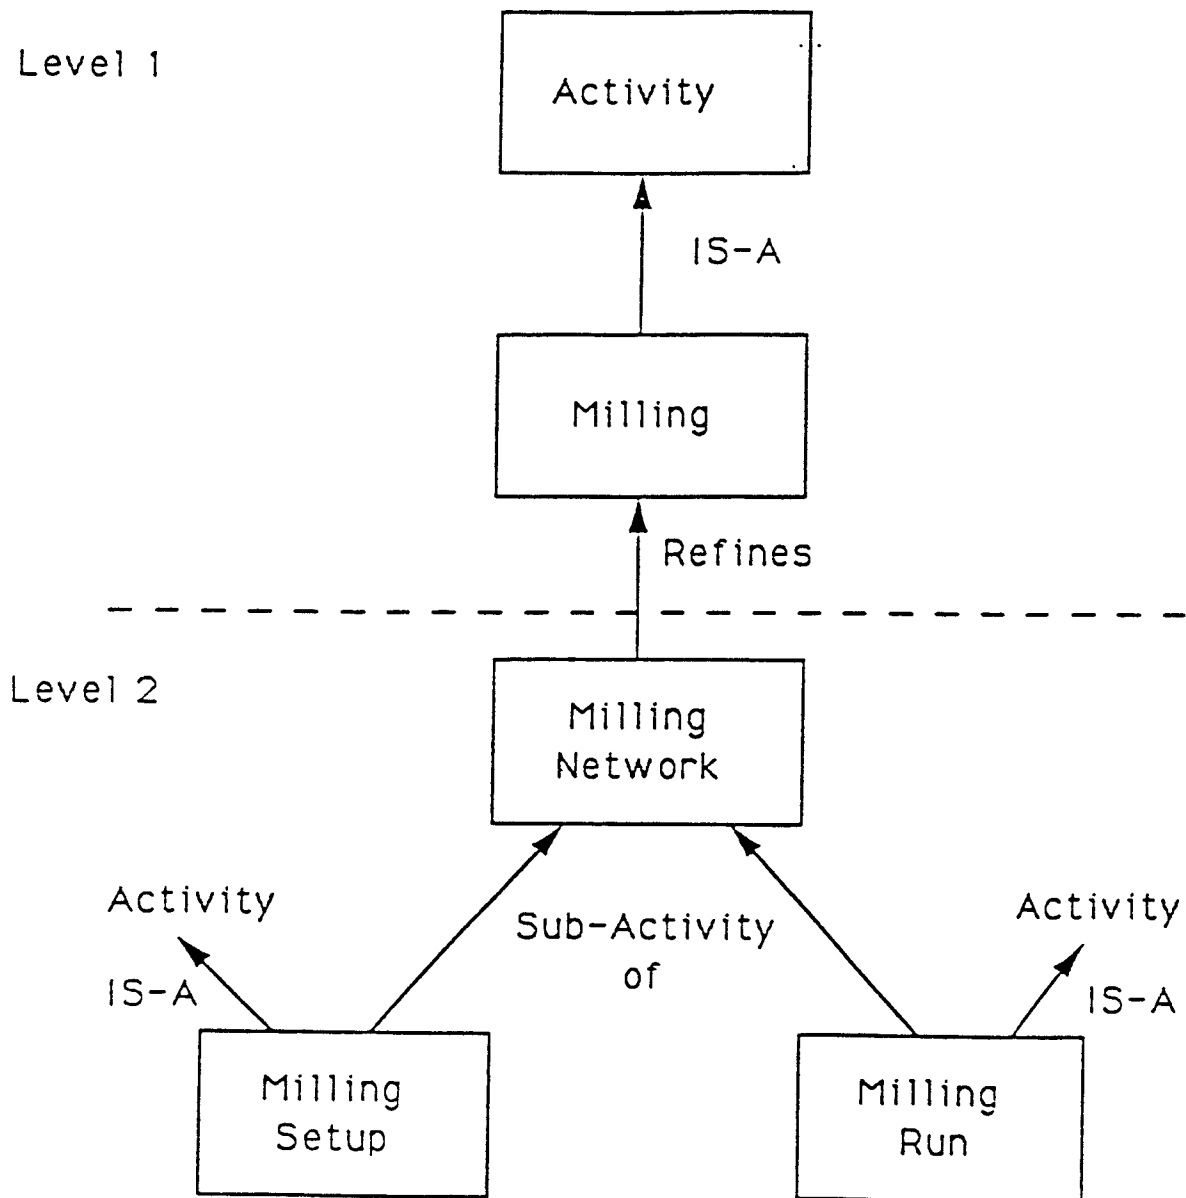 Level 1
Activity
IS-A
Milling
Refines
Level 2
Milling
Network
Activity
Sub-Activity
of
Activity
IS-A
IS-A
Milling
Setup
Milling
Run